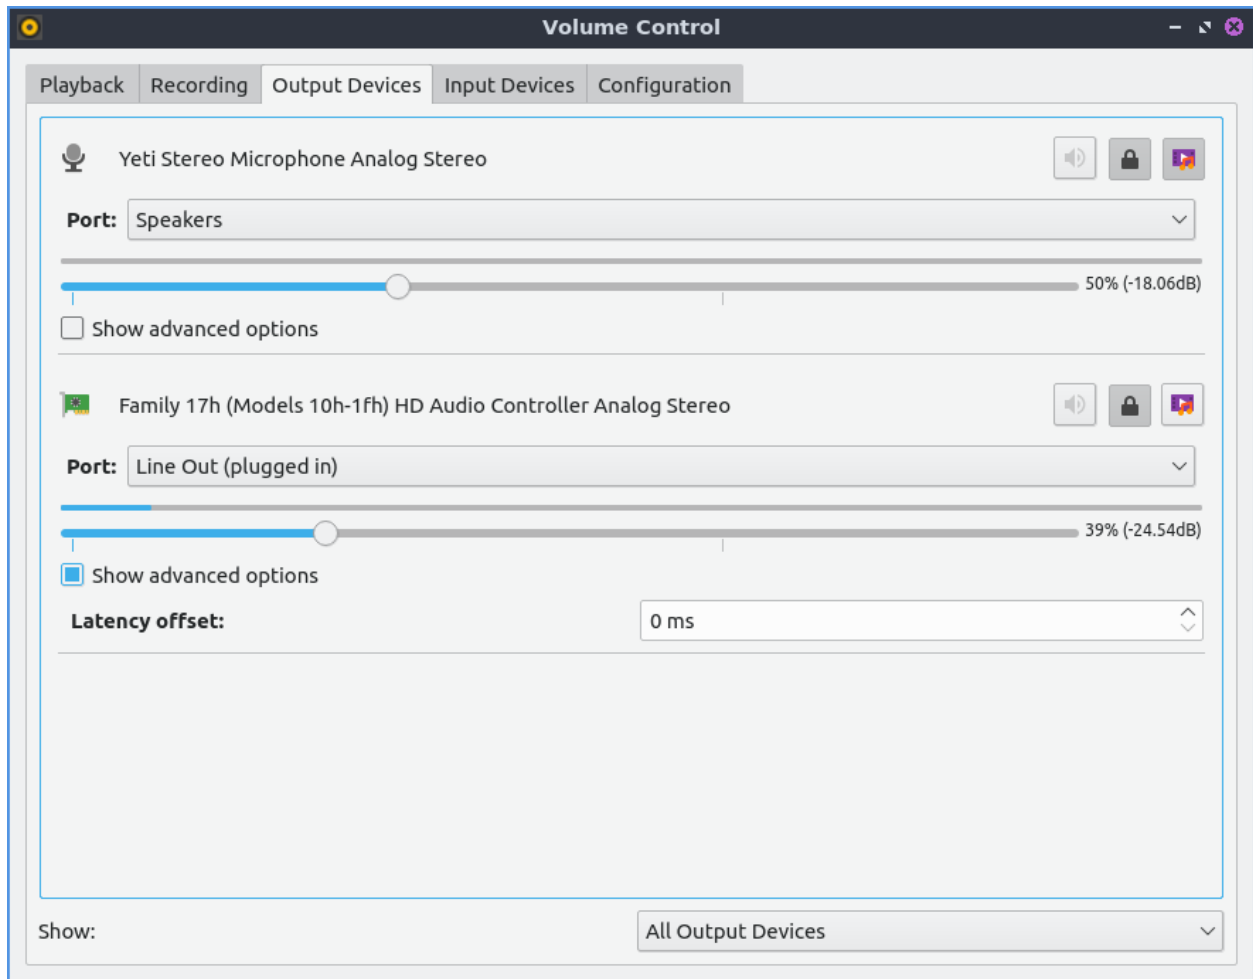 Volume Control
Playback Recording Output Devices Input Devices Configuration
Yeti Stereo Microphone Analog Stereo
Port: Speakers
50% (-18.06dB)
Show advanced options
Family 17h (Models 10h-1fh) HD Audio Controller Analog Stereo
Port: Line Out (plugged in)
39% (-24.54dB)
Show advanced options
Latency offset: 0 ms
Show: All Output Devices